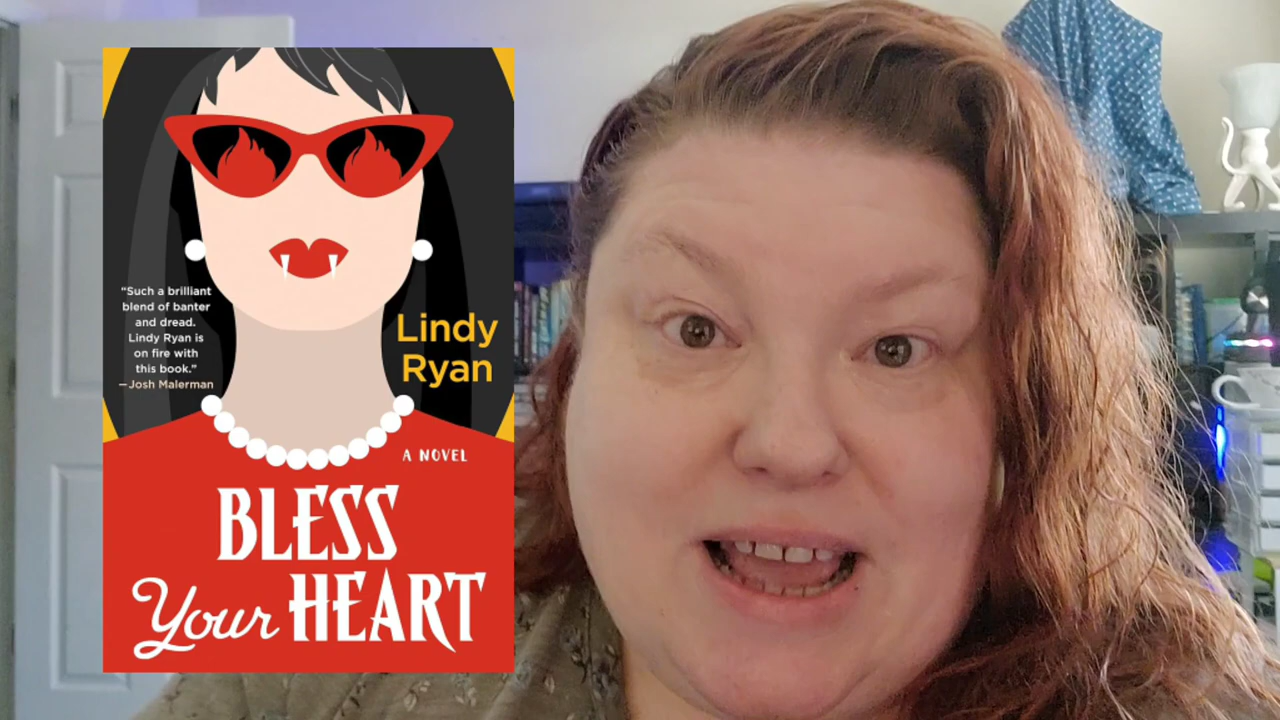 "Such a brilliant
blend of banter
and dread.
Lindy Ryan is
on fire with
this book."
—Josh Malerman
Lindy
Ryan
A NOVEL
BLESS
Your HEART